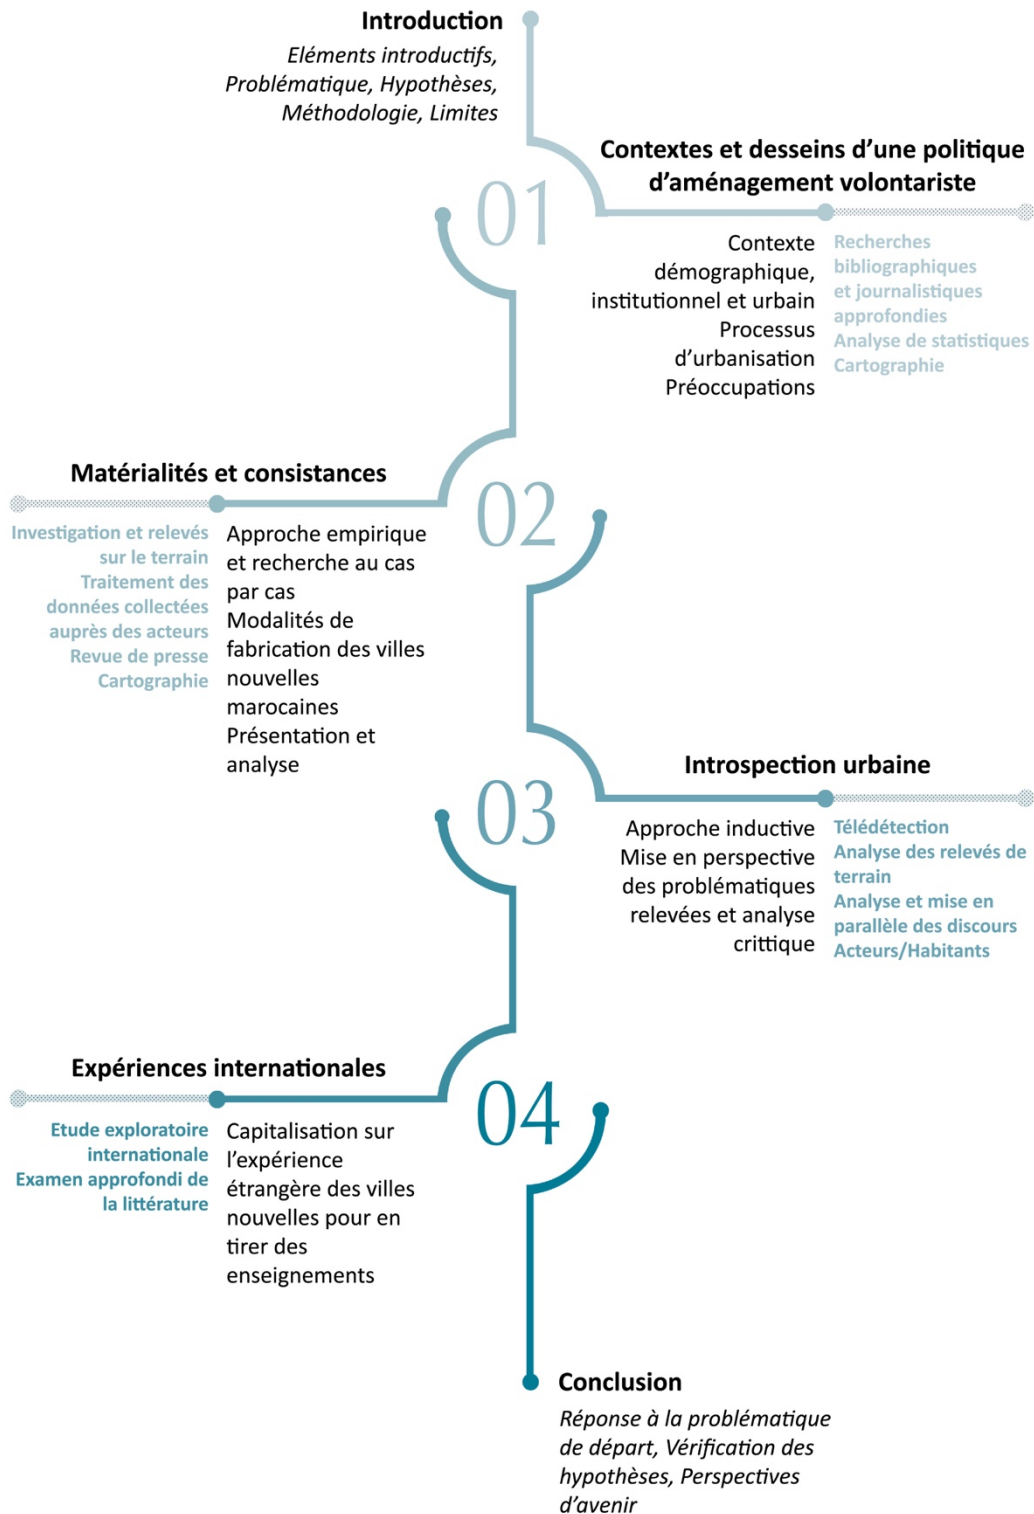 Introduction
Eléments introductifs,
Problématique, Hypothèses,
Méthodologie, Limites
01
Contextes et desseins d'une politique
d'aménagement volontariste
Contexte
démographique,
institutionnel et urbain
Processus
d'urbanisation
Préoccupations
Recherches
bibliographiques
et journalistiques
approfondies
Analyse de statistiques
Cartographie
02
Matérialités et consistances
Investigation et relevés
sur le terrain
Traitement des
données collectées
auprès des acteurs
Revue de presse
Cartographie
Approche empirique
et recherche au cas
par cas
Modalités de
fabrication des villes
nouvelles
marocaines
Présentation et
analyse
03
Introspection urbaine
Approche inductive
Mise en perspective
des problématiques
relevées et analyse
crittique
Télédétection
Analyse des relevés de
terrain
Analyse et mise en
parallèle des discours
Acteurs/Habitants
04
Expériences internationales
Etude exploratoire
internationale
Examen approfondi de
la littérature
Capitalisation sur
l'expérience
étrangère des villes
nouvelles pour en
tirer des
enseignements
Conclusion
Réponse à la problématique
de départ, Vérification des
hypothèses, Perspectives
d'avenir